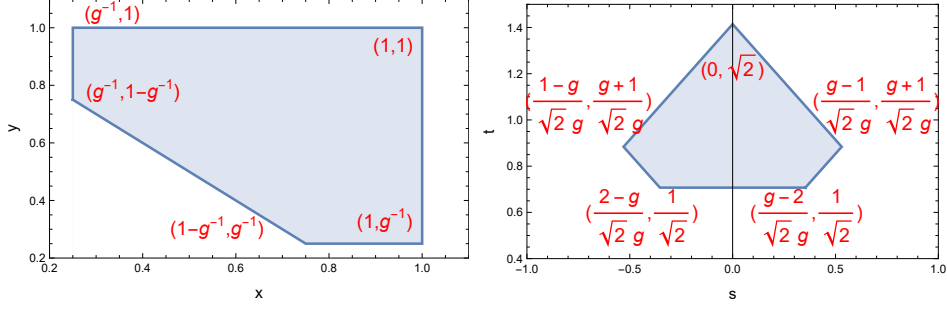 (g⁻¹,1)
(1,1)
(g⁻¹,1−g⁻¹)
(1−g⁻¹,g⁻¹)
(1,g⁻¹)
1.0
0.8
0.6
0.4
0.2
y
0.2 0.4 0.6 0.8 1.0
x
(0, √2)
((1−g)/(√2 g), (g+1)/(√2 g))
((g−1)/(√2 g), (g+1)/(√2 g))
((2−g)/(√2 g), 1/√2)
((g−2)/(√2 g), 1/√2)
1.4
1.2
1.0
0.8
0.6
0.4
t
−1.0 −0.5 0.0 0.5 1.0
s